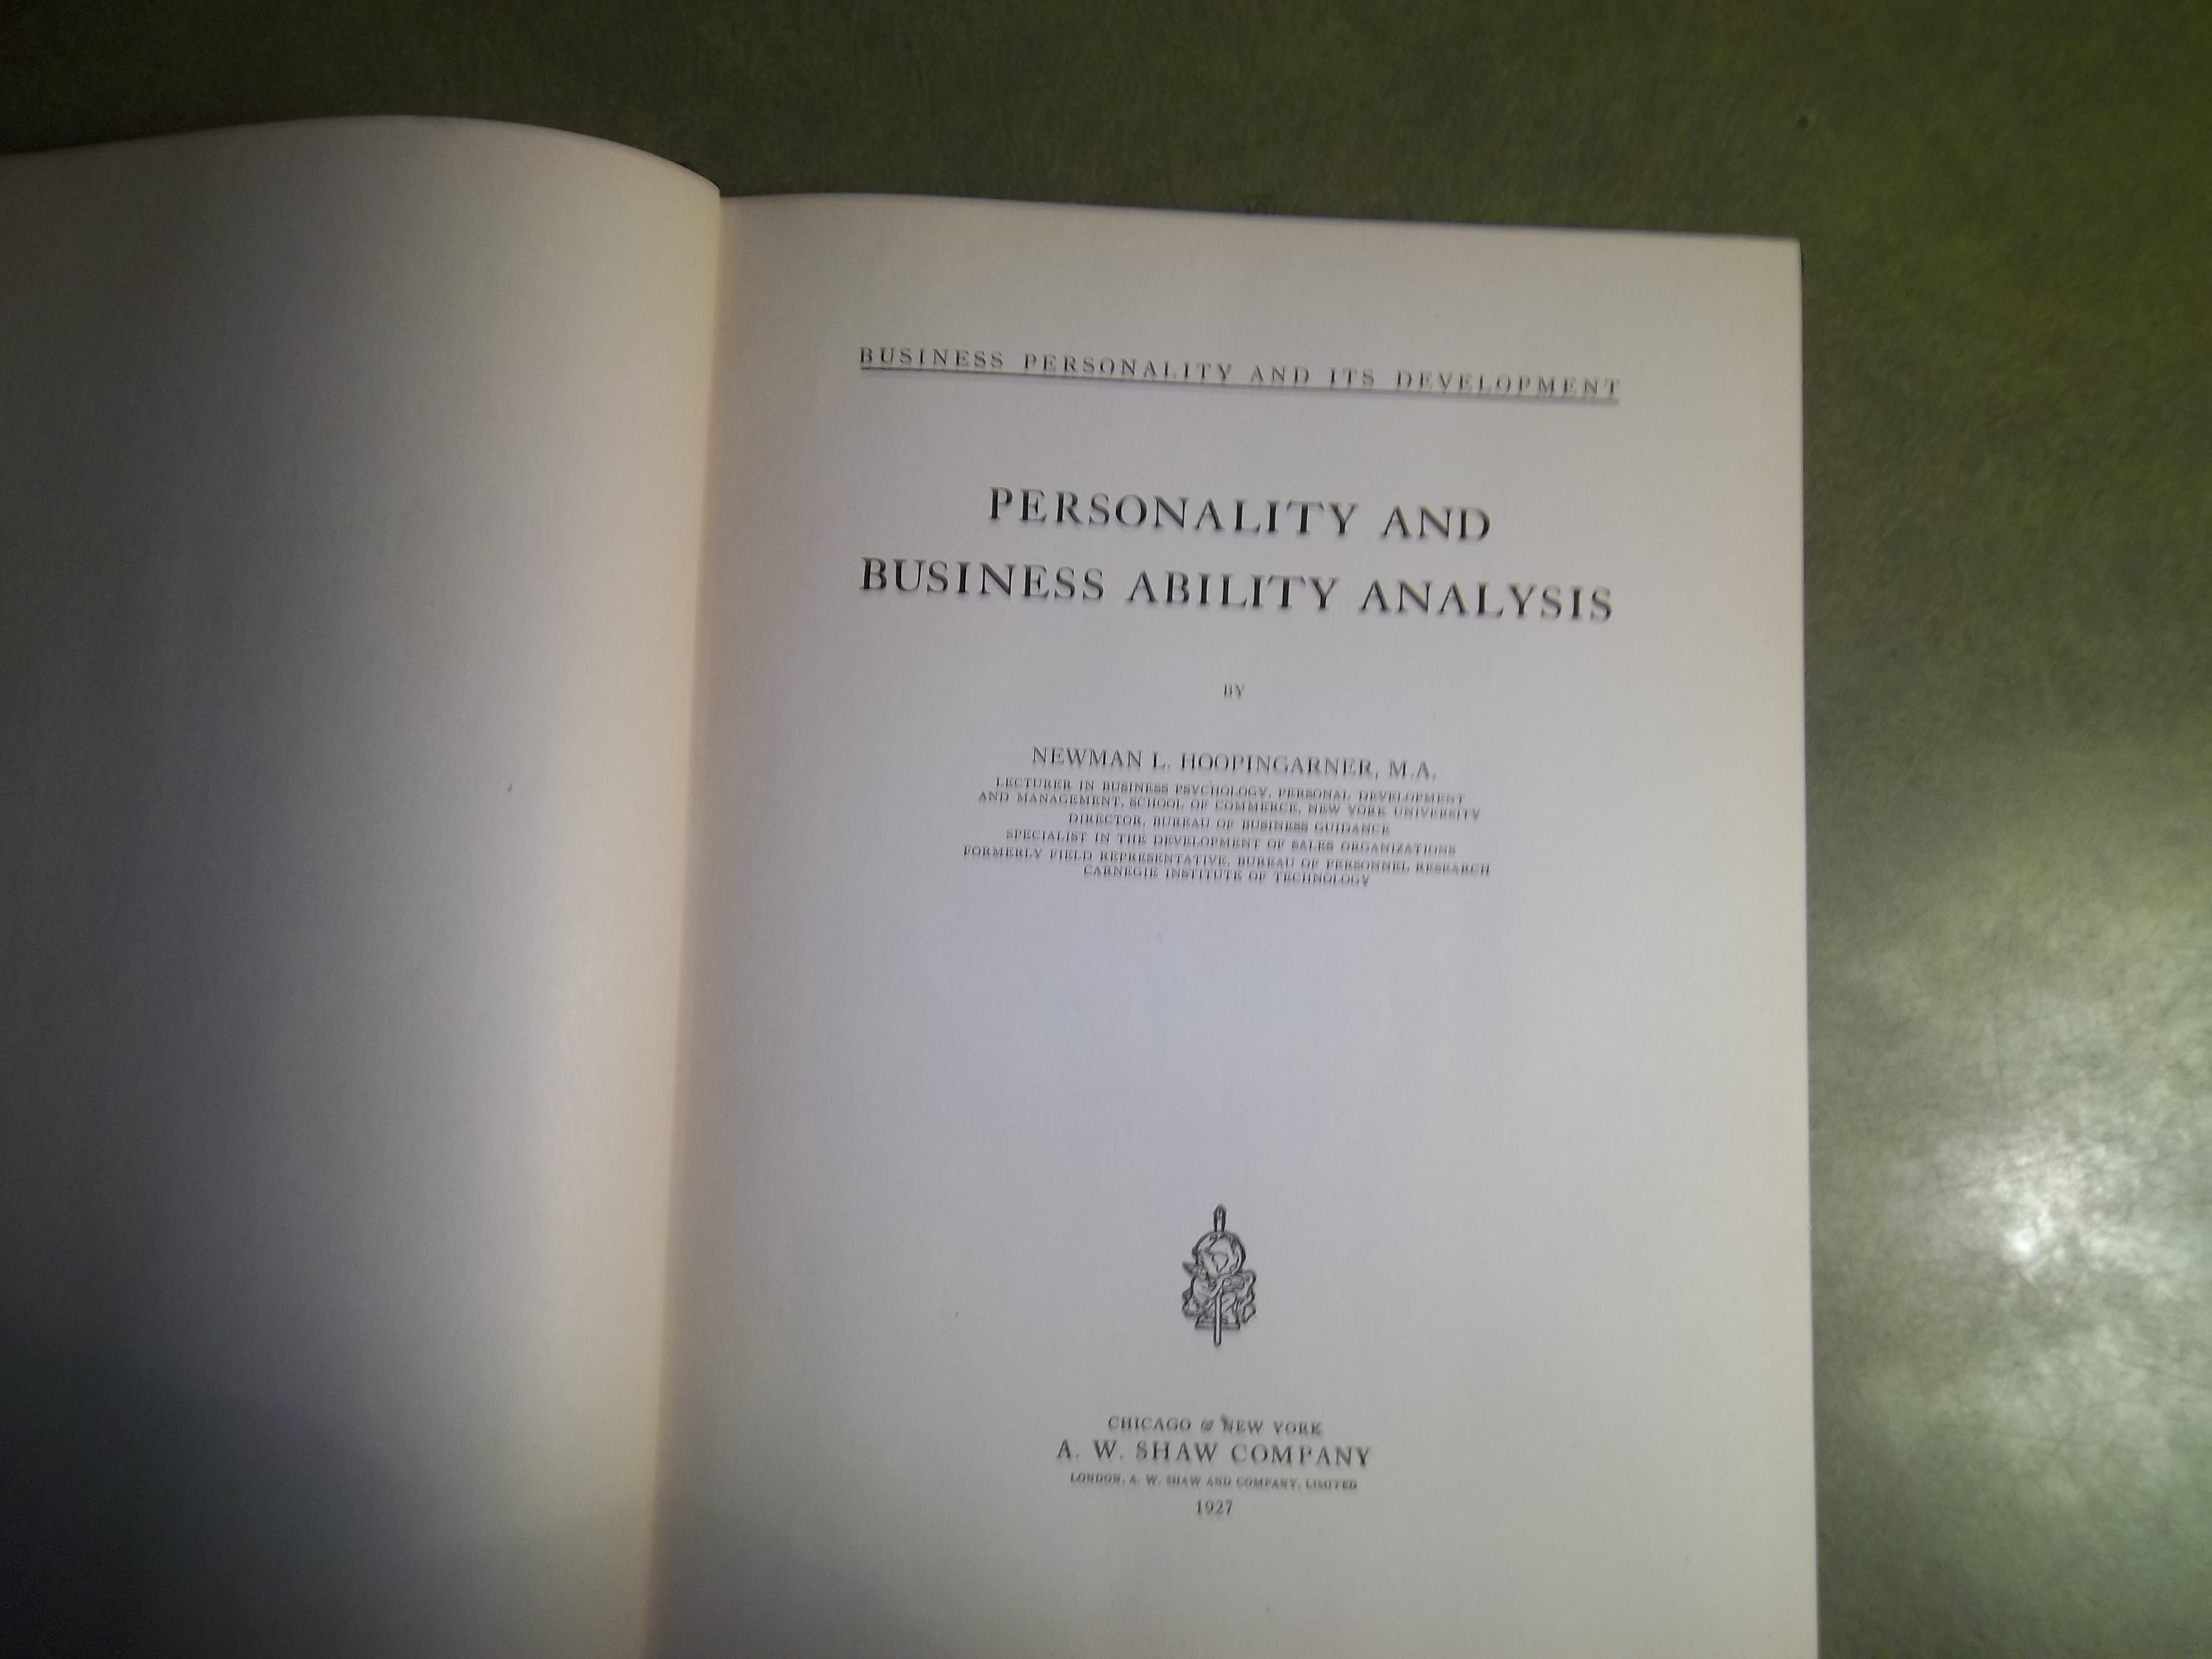 BUSINESS PERSONALITY AND ITS DEVELOPMENT
PERSONALITY AND
BUSINESS ABILITY ANALYSIS
BY
NEWMAN L. HOOPINGARNER, M.A.
LECTURER IN BUSINESS PSYCHOLOGY, PERSONAL DEVELOPMENT
AND MANAGEMENT, SCHOOL OF COMMERCE, NEW YORK UNIVERSITY
DIRECTOR, BUREAU OF BUSINESS GUIDANCE
SPECIALIST IN THE DEVELOPMENT OF SALES ORGANIZATIONS
FORMERLY FIELD REPRESENTATIVE, BUREAU OF PERSONNEL RESEARCH
CARNEGIE INSTITUTE OF TECHNOLOGY
CHICAGO & NEW YORK
A. W. SHAW COMPANY
LONDON, A. W. SHAW AND COMPANY, LIMITED
1927